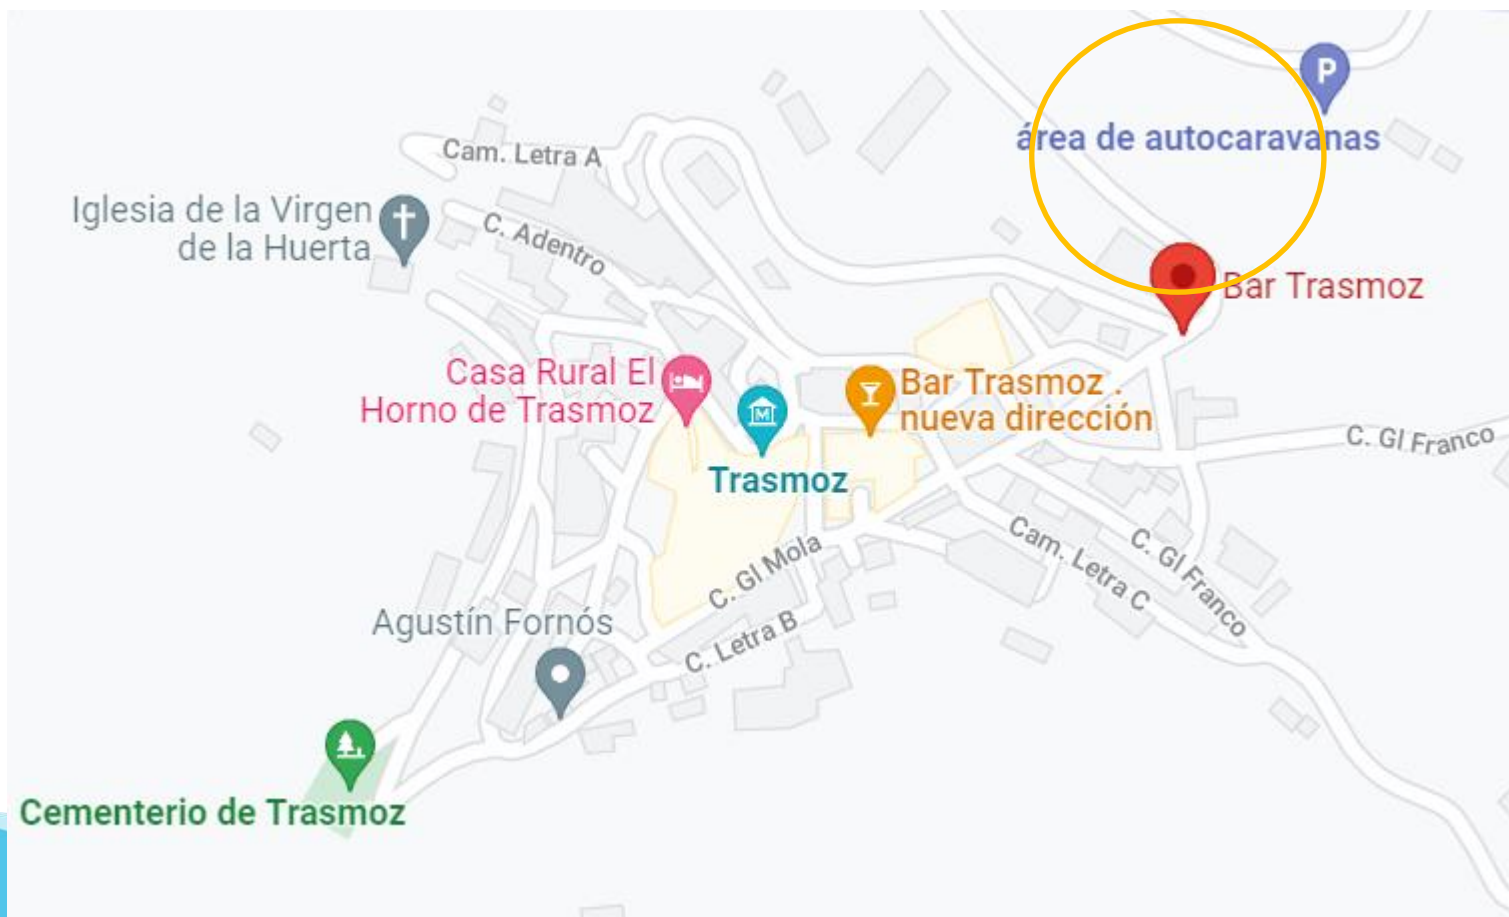 P
área de autocaravanas
Cam. Letra A
Iglesia de la Virgen
de la Huerta
C. Adentro
Bar Trasmoz
Casa Rural El
Horno de Trasmoz
Bar Trasmoz .
nueva dirección
M
Trasmoz
C. Gl Franco
C. Gl Mola
Cam. Letra C
C. Gl Franco
Agustín Fornós
C. Letra B
Cementerio de Trasmoz